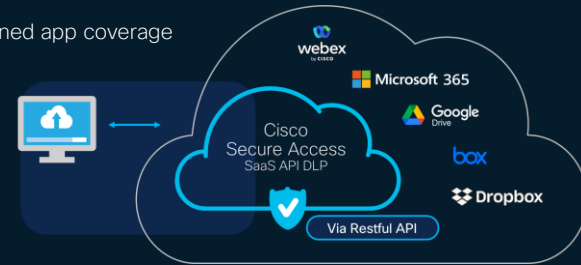 ned app coverage
webex
by CISCO
Microsoft 365
Google
Drive
Cisco
Secure Access
SaaS API DLP
box
Dropbox
Via Restful API